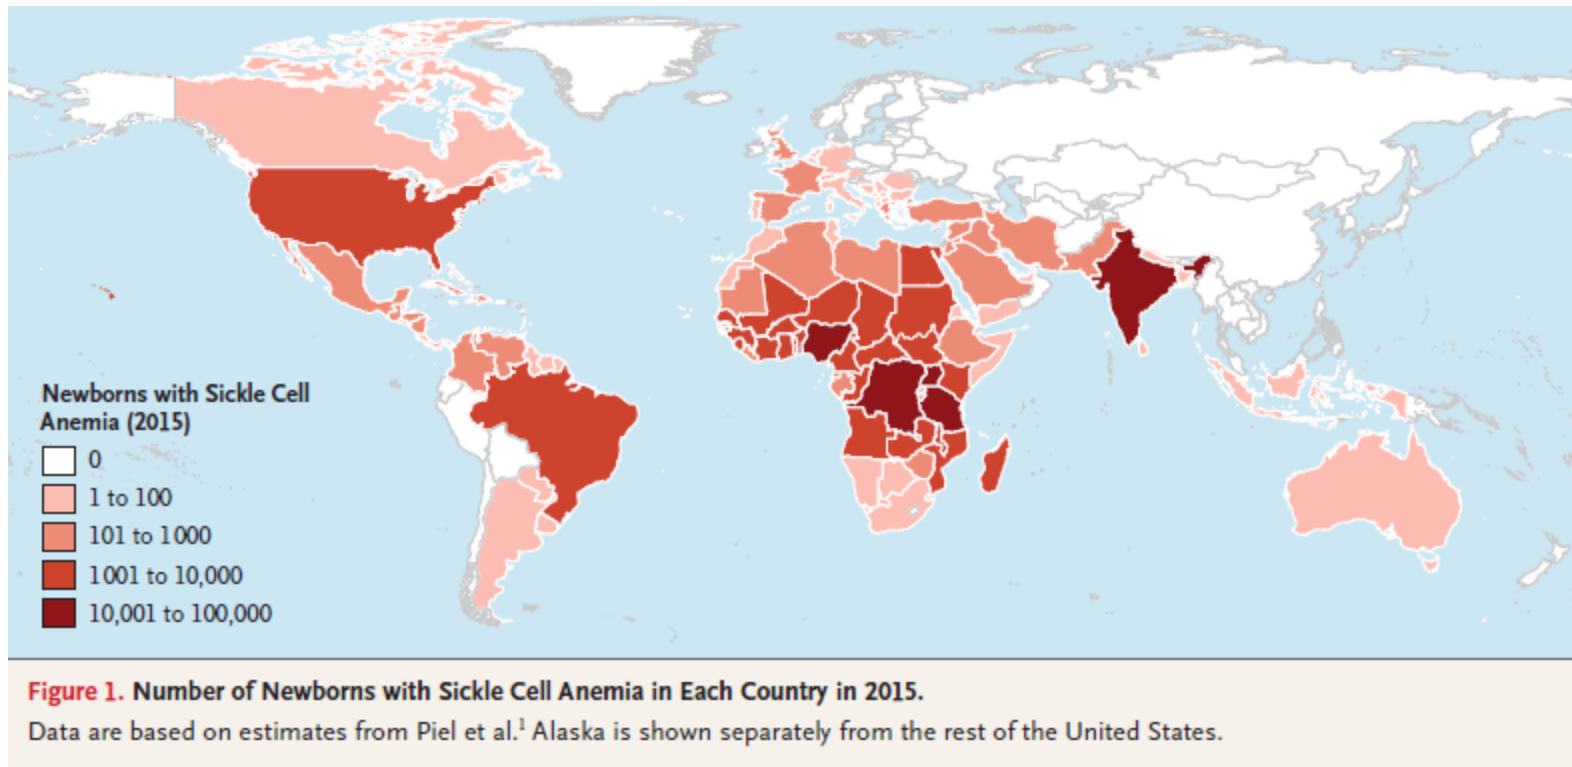 Newborns with Sickle Cell
Anemia (2015)
0
1 to 100
101 to 1000
1001 to 10,000
10,001 to 100,000
Figure 1. Number of Newborns with Sickle Cell Anemia in Each Country in 2015.
Data are based on estimates from Piel et al.¹ Alaska is shown separately from the rest of the United States.